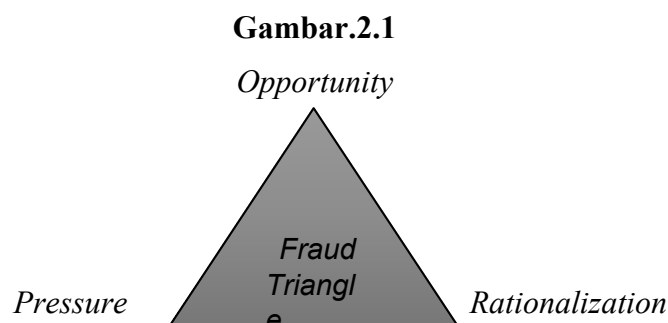 Gambar.2.1
Opportunity
Fraud
Triangl
e
Pressure
Rationalization